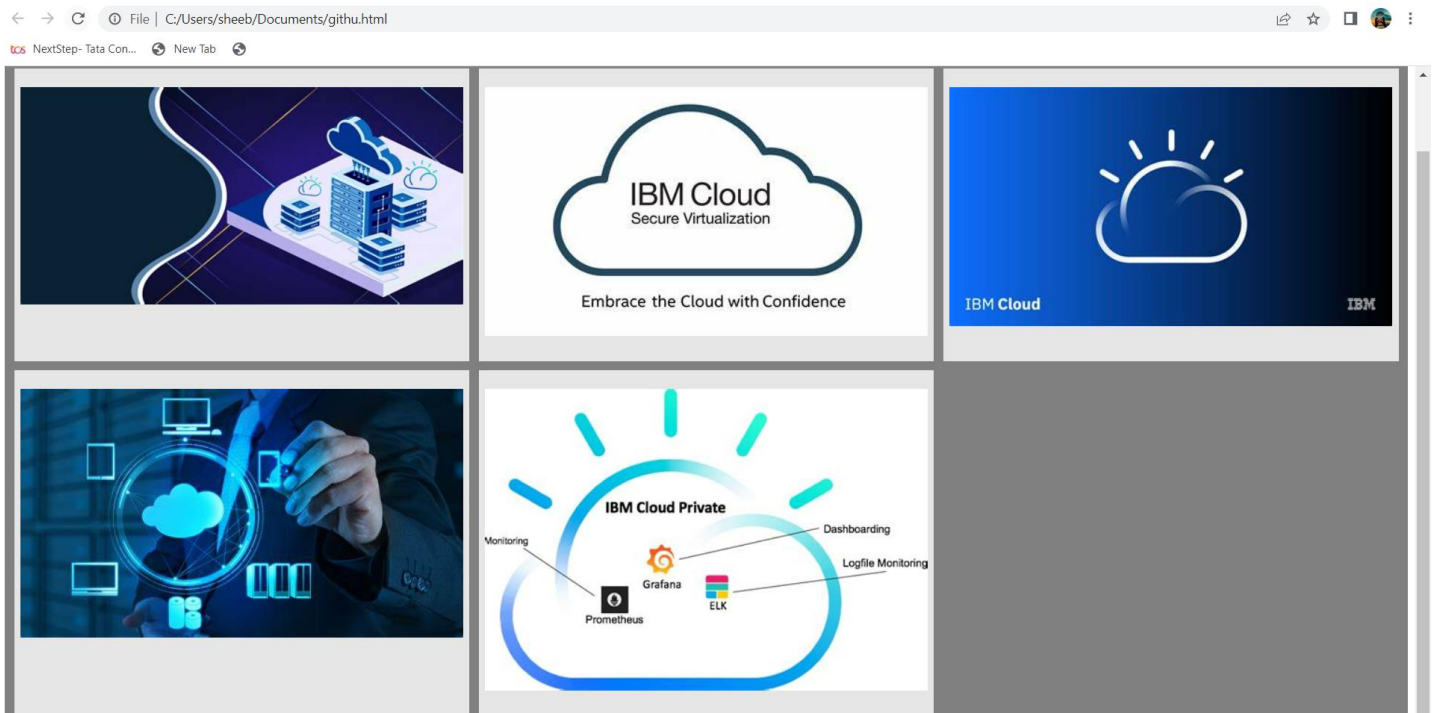 File | C:/Users/sheeb/Documents/githu.html
tcs NextStep- Tata Con... New Tab
IBM Cloud
Secure Virtualization
Embrace the Cloud with Confidence
IBM Cloud
IBM
IBM Cloud Private
Monitoring
Dashboarding
Logfile Monitoring
Grafana
ELK
Prometheus